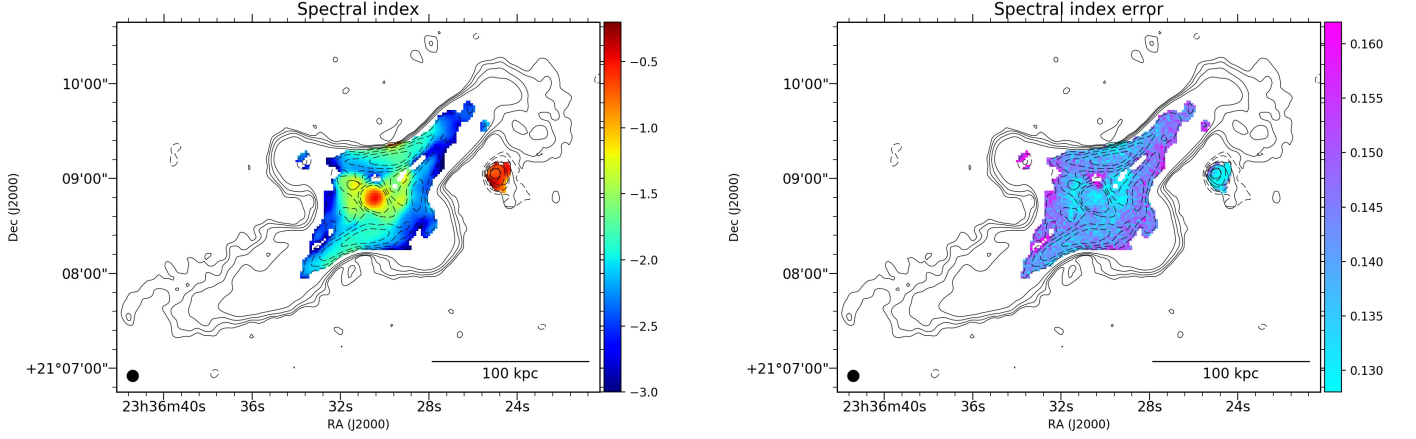 Spectral index
10'00"
09'00"
08'00"
+21°07'00"
Dec (J2000)
23h36m40s
36s
32s
28s
24s
RA (J2000)
100 kpc
−0.5
−1.0
−1.5
−2.0
−2.5
−3.0
Spectral index error
10'00"
09'00"
08'00"
+21°07'00"
Dec (J2000)
23h36m40s
36s
32s
28s
24s
RA (J2000)
100 kpc
0.160
0.155
0.150
0.145
0.140
0.135
0.130